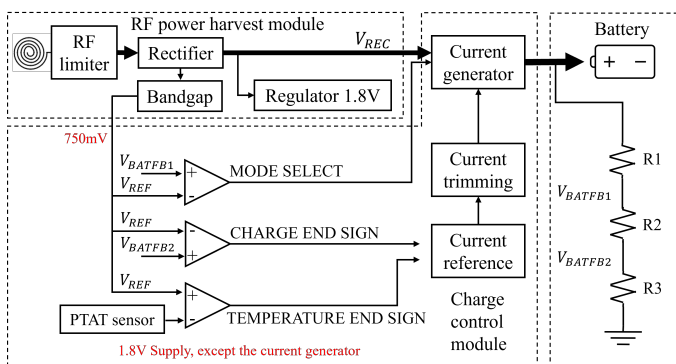 RF power harvest module
RF
limiter
Rectifier
V_REC
Bandgap
Regulator 1.8V
Current
generator
Battery
+ −
750mV
V_BATFB1
+
V_REF
-
MODE SELECT
Current
trimming
R1
V_BATFB1
R2
V_REF
-
V_BATFB2
+
CHARGE END SIGN
Current
reference
V_BATFB2
R3
V_REF
+
PTAT sensor
-
TEMPERATURE END SIGN
Charge
control
module
1.8V Supply, except the current generator